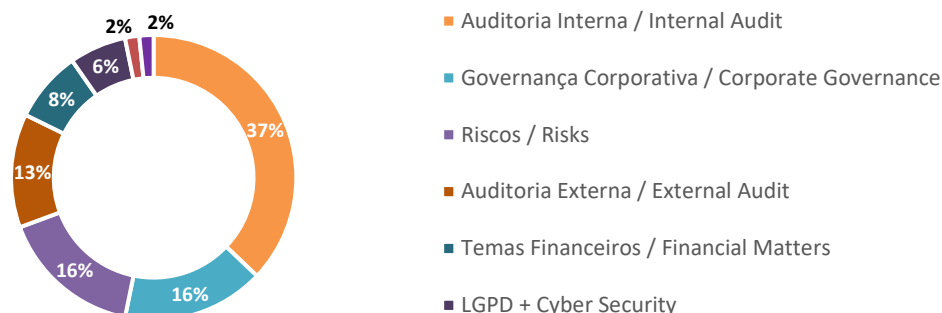 2%
2%
6%
8%
37%
13%
16%
16%
Auditoria Interna / Internal Audit
Governança Corporativa / Corporate Governance
Riscos / Risks
Auditoria Externa / External Audit
Temas Financeiros / Financial Matters
LGPD + Cyber Security